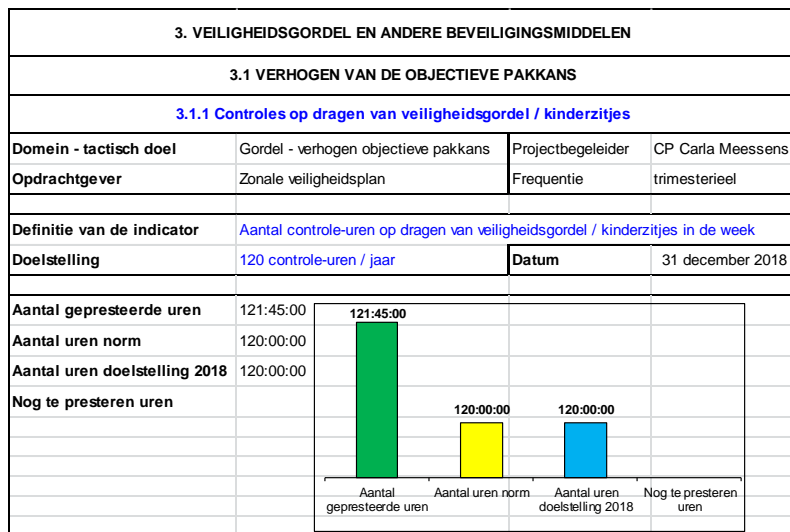 3. VEILIGHEIDSGORDEL EN ANDERE BEVEILIGINGSMIDDELEN
3.1 VERHOGEN VAN DE OBJECTIEVE PAKKANS
3.1.1 Controles op dragen van veiligheidsgordel / kinderzitjes
Domein - tactisch doel Gordel - verhogen objectieve pakkans Projectbegeleider CP Carla Meessens
Opdrachtgever Zonale veiligheidsplan Frequentie trimesterieel
Definitie van de indicator Aantal controle-uren op dragen van veiligheidsgordel / kinderzitjes in de week
Doelstelling 120 controle-uren / jaar Datum 31 december 2018
Aantal gepresteerde uren 121:45:00
Aantal uren norm 120:00:00
Aantal uren doelstelling 2018 120:00:00
Nog te presteren uren
121:45:00
120:00:00 120:00:00
Aantal Aantal uren norm Aantal uren Nog te presteren
gepresteerde uren doelstelling 2018 uren